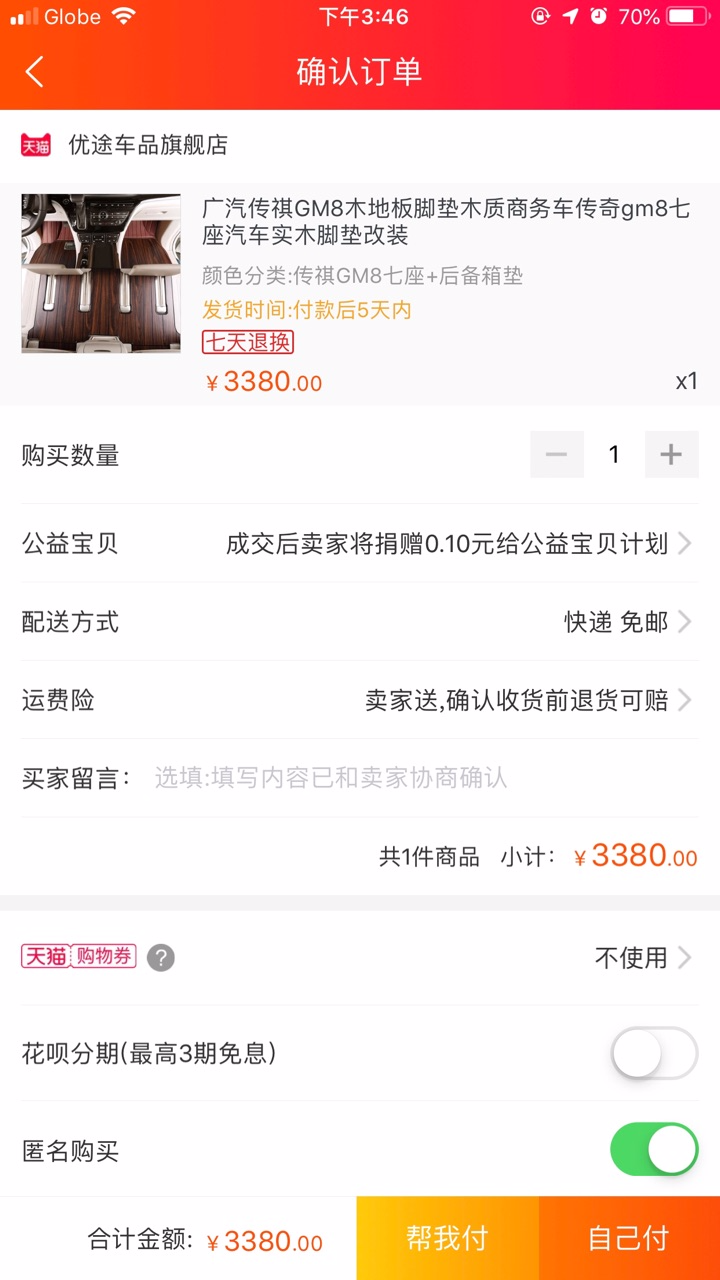 Globe 下午3:46 70%
确认订单
天猫 优途车品旗舰店
广汽传祺GM8木地板脚垫木质商务车传奇gm8七
座汽车实木脚垫改装
颜色分类:传祺GM8七座+后备箱垫
发货时间:付款后5天内
七天退换
￥3380.00 x1
购买数量 1
公益宝贝 成交后卖家将捐赠0.10元给公益宝贝计划
配送方式 快递 免邮
运费险 卖家送,确认收货前退货可赔
买家留言： 选填:填写内容已和卖家协商确认
共1件商品 小计：￥3380.00
天猫 购物券 ? 不使用
花呗分期(最高3期免息)
匿名购买
合计金额: ￥3380.00 帮我付 自己付